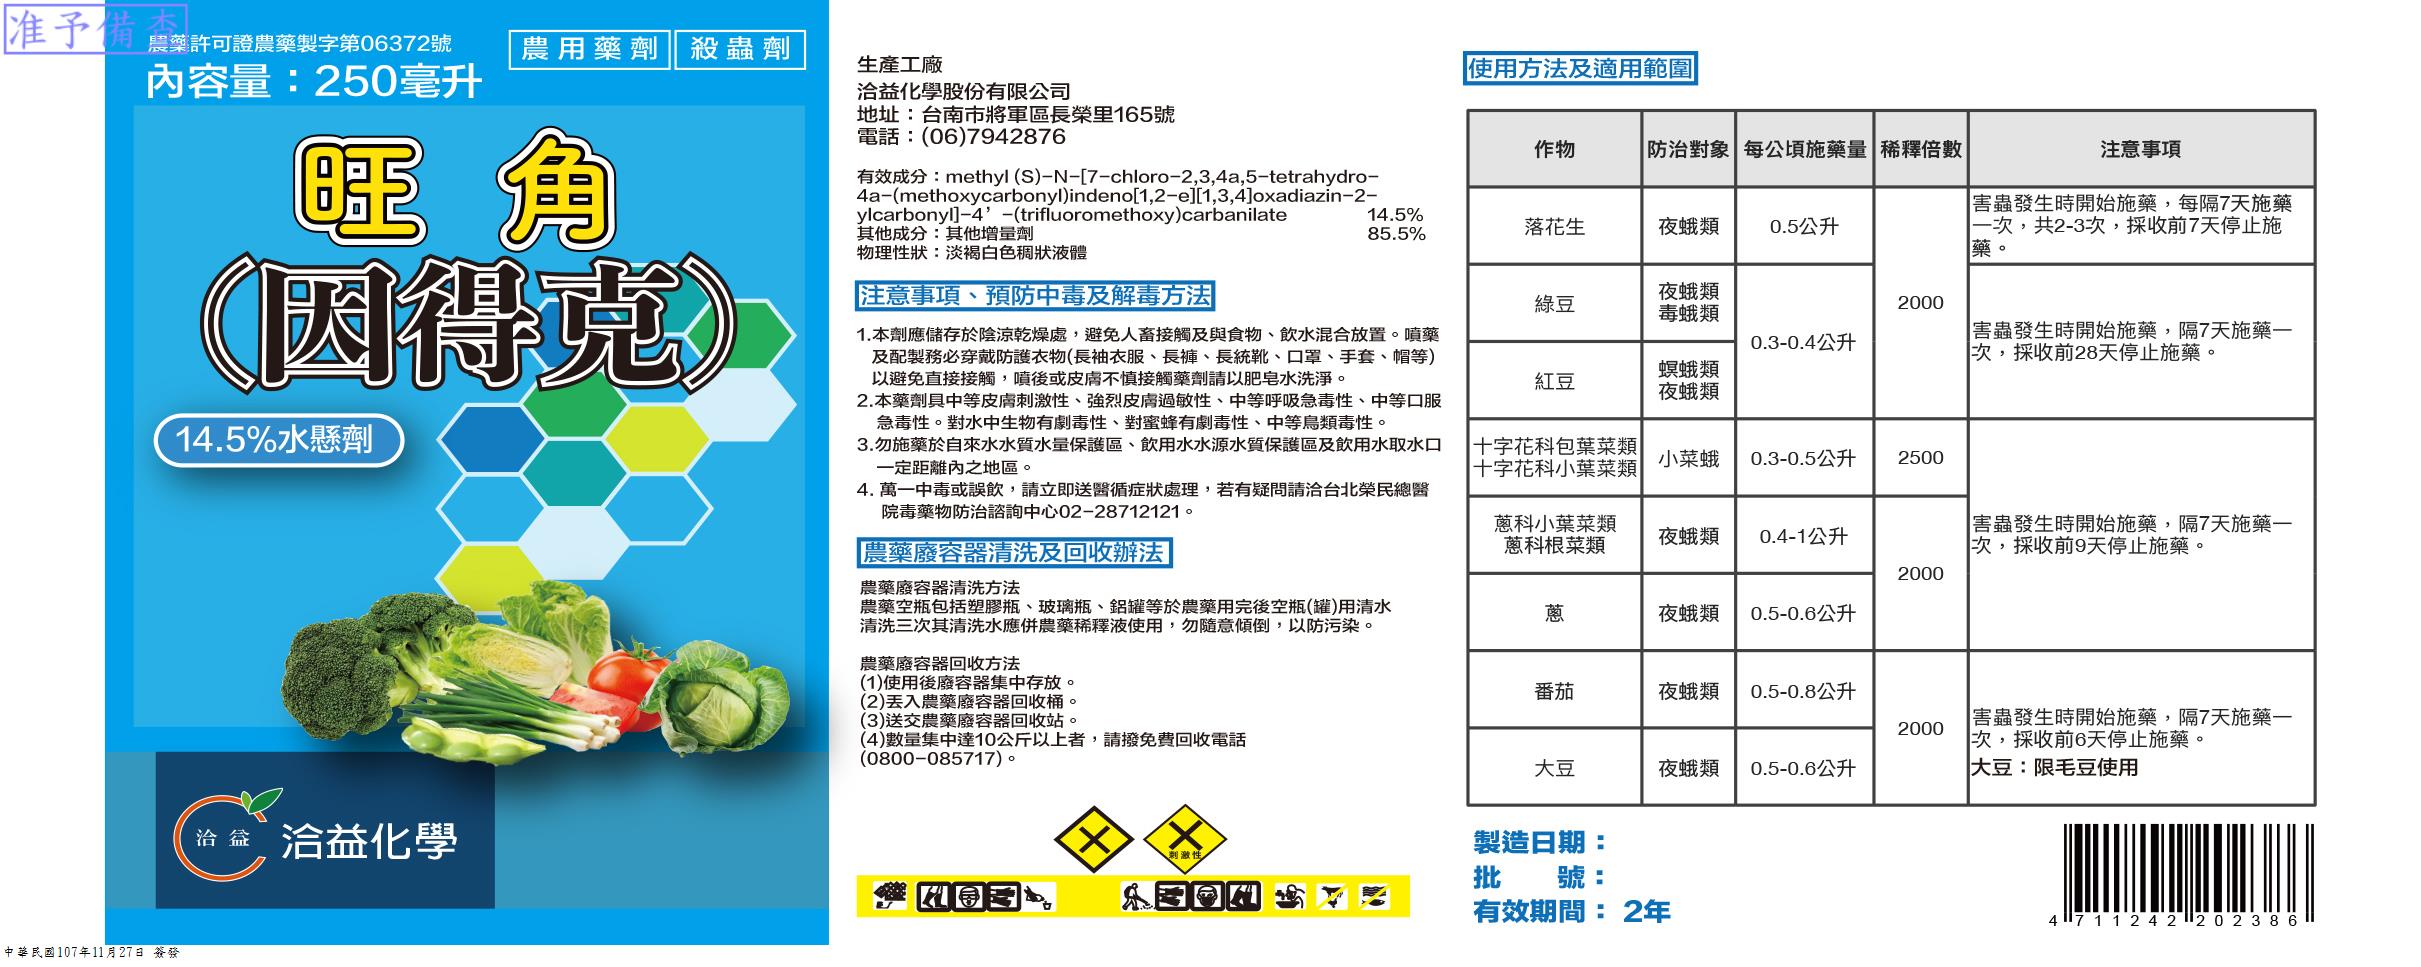 准予備查
農藥許可證農藥製字第06372號
內容量：250毫升
農用藥劑
殺蟲劑
旺 角
（因得克）
14.5%水懸劑
洽益
洽益化學
中華民國107年11月27日 簽發
生產工廠
洽益化學股份有限公司
地址：台南市將軍區長榮里165號
電話：(06)7942876
有效成分：methyl (S)-N-[7-chloro-2,3,4a,5-tetrahydro-
4a-(methoxycarbonyl)indeno[1,2-e][1,3,4]oxadiazin-2-
ylcarbonyl]-4’-(trifluoromethoxy)carbanilate 14.5%
其他成分：其他增量劑 85.5%
物理性狀：淡褐白色稠狀液體
注意事項、預防中毒及解毒方法
1.本劑應儲存於陰涼乾燥處，避免人畜接觸及與食物、飲水混合放置。噴藥
及配製務必穿戴防護衣物(長袖衣服、長褲、長統靴、口罩、手套、帽等)
以避免直接接觸，噴後或皮膚不慎接觸藥劑請以肥皂水洗淨。
2.本藥劑具中等皮膚刺激性、強烈皮膚過敏性、中等呼吸急毒性、中等口服
急毒性。對水中生物有劇毒性、對蜜蜂有劇毒性、中等鳥類毒性。
3.勿施藥於自來水水質水量保護區、飲用水水源水質保護區及飲用水取水口
一定距離內之地區。
4. 萬一中毒或誤飲，請立即送醫循症狀處理，若有疑問請洽台北榮民總醫
院毒藥物防治諮詢中心02-28712121。
農藥廢容器清洗及回收辦法
農藥廢容器清洗方法
農藥空瓶包括塑膠瓶、玻璃瓶、鋁罐等於農藥用完後空瓶(罐)用清水
清洗三次其清洗水應併農藥稀釋液使用，勿隨意傾倒，以防污染。
農藥廢容器回收方法
(1)使用後廢容器集中存放。
(2)丟入農藥廢容器回收桶。
(3)送交農藥廢容器回收站。
(4)數量集中達10公斤以上者，請撥免費回收電話
(0800-085717)。
刺激性
使用方法及適用範圍
作物 防治對象 每公頃施藥量 稀釋倍數 注意事項
落花生 夜蛾類 0.5公升
害蟲發生時開始施藥，每隔7天施藥
一次，共2-3次，採收前7天停止施
藥。
綠豆
夜蛾類
毒蛾類
2000
0.3-0.4公升
害蟲發生時開始施藥，隔7天施藥一
次，採收前28天停止施藥。
紅豆
螟蛾類
夜蛾類
十字花科包葉菜類
十字花科小葉菜類
小菜蛾 0.3-0.5公升 2500
蔥科小葉菜類
蔥科根菜類
夜蛾類 0.4-1公升
害蟲發生時開始施藥，隔7天施藥一
次，採收前9天停止施藥。
2000
蔥 夜蛾類 0.5-0.6公升
番茄 夜蛾類 0.5-0.8公升
2000
害蟲發生時開始施藥，隔7天施藥一
次，採收前6天停止施藥。
大豆：限毛豆使用
大豆 夜蛾類 0.5-0.6公升
製造日期：
批 號：
有效期間： 2年
4 711242 202386